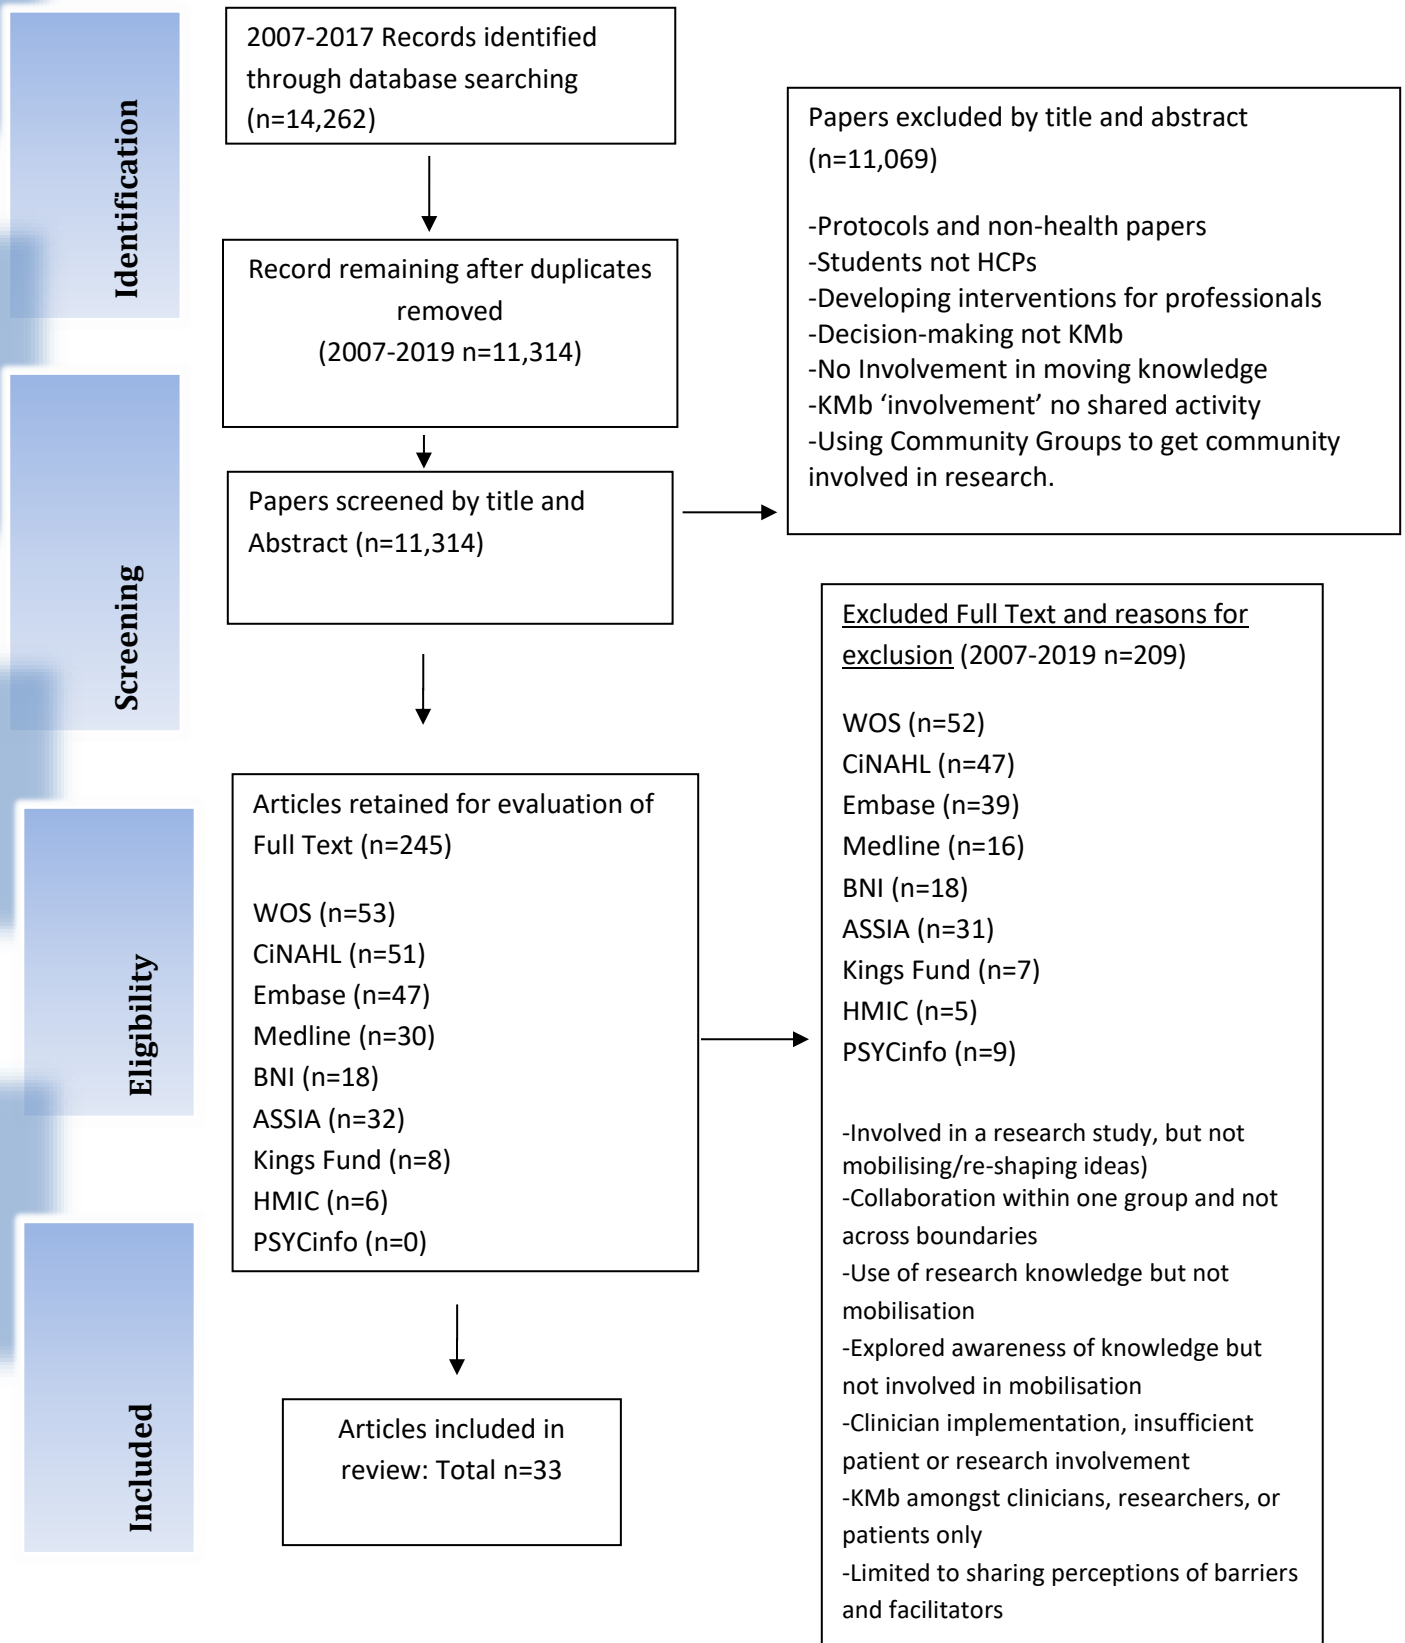 Identification
2007-2017 Records identified
through database searching
(n=14,262)
Record remaining after duplicates
removed
(2007-2019 n=11,314)
Screening
Papers screened by title and
Abstract (n=11,314)
Papers excluded by title and abstract
(n=11,069)
-Protocols and non-health papers
-Students not HCPs
-Developing interventions for professionals
-Decision-making not KMb
-No Involvement in moving knowledge
-KMb ‘involvement’ no shared activity
-Using Community Groups to get community
involved in research.
Eligibility
Articles retained for evaluation of
Full Text (n=245)
WOS (n=53)
CiNAHL (n=51)
Embase (n=47)
Medline (n=30)
BNI (n=18)
ASSIA (n=32)
Kings Fund (n=8)
HMIC (n=6)
PSYCinfo (n=0)
Excluded Full Text and reasons for
exclusion (2007-2019 n=209)
WOS (n=52)
CiNAHL (n=47)
Embase (n=39)
Medline (n=16)
BNI (n=18)
ASSIA (n=31)
Kings Fund (n=7)
HMIC (n=5)
PSYCinfo (n=9)
-Involved in a research study, but not
mobilising/re-shaping ideas)
-Collaboration within one group and not
across boundaries
-Use of research knowledge but not
mobilisation
-Explored awareness of knowledge but
not involved in mobilisation
-Clinician implementation, insufficient
patient or research involvement
-KMb amongst clinicians, researchers, or
patients only
-Limited to sharing perceptions of barriers
and facilitators
Included
Articles included in
review: Total n=33